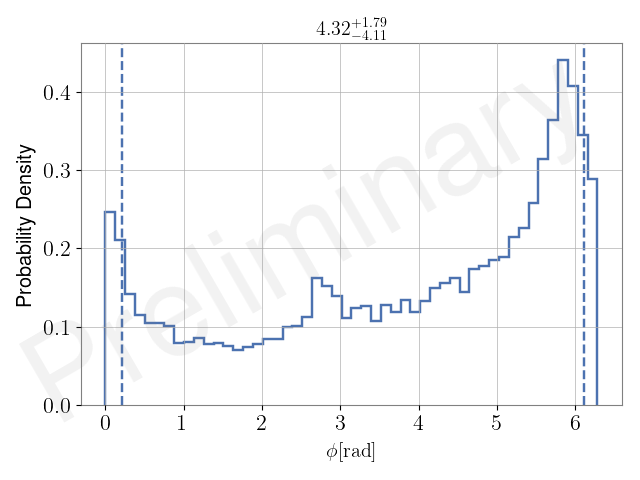 4.32^{+1.79}_{-4.11}
Probability Density
0.4
0.3
0.2
0.1
0.0
0 1 2 3 4 5 6
ϕ[rad]
Preliminary